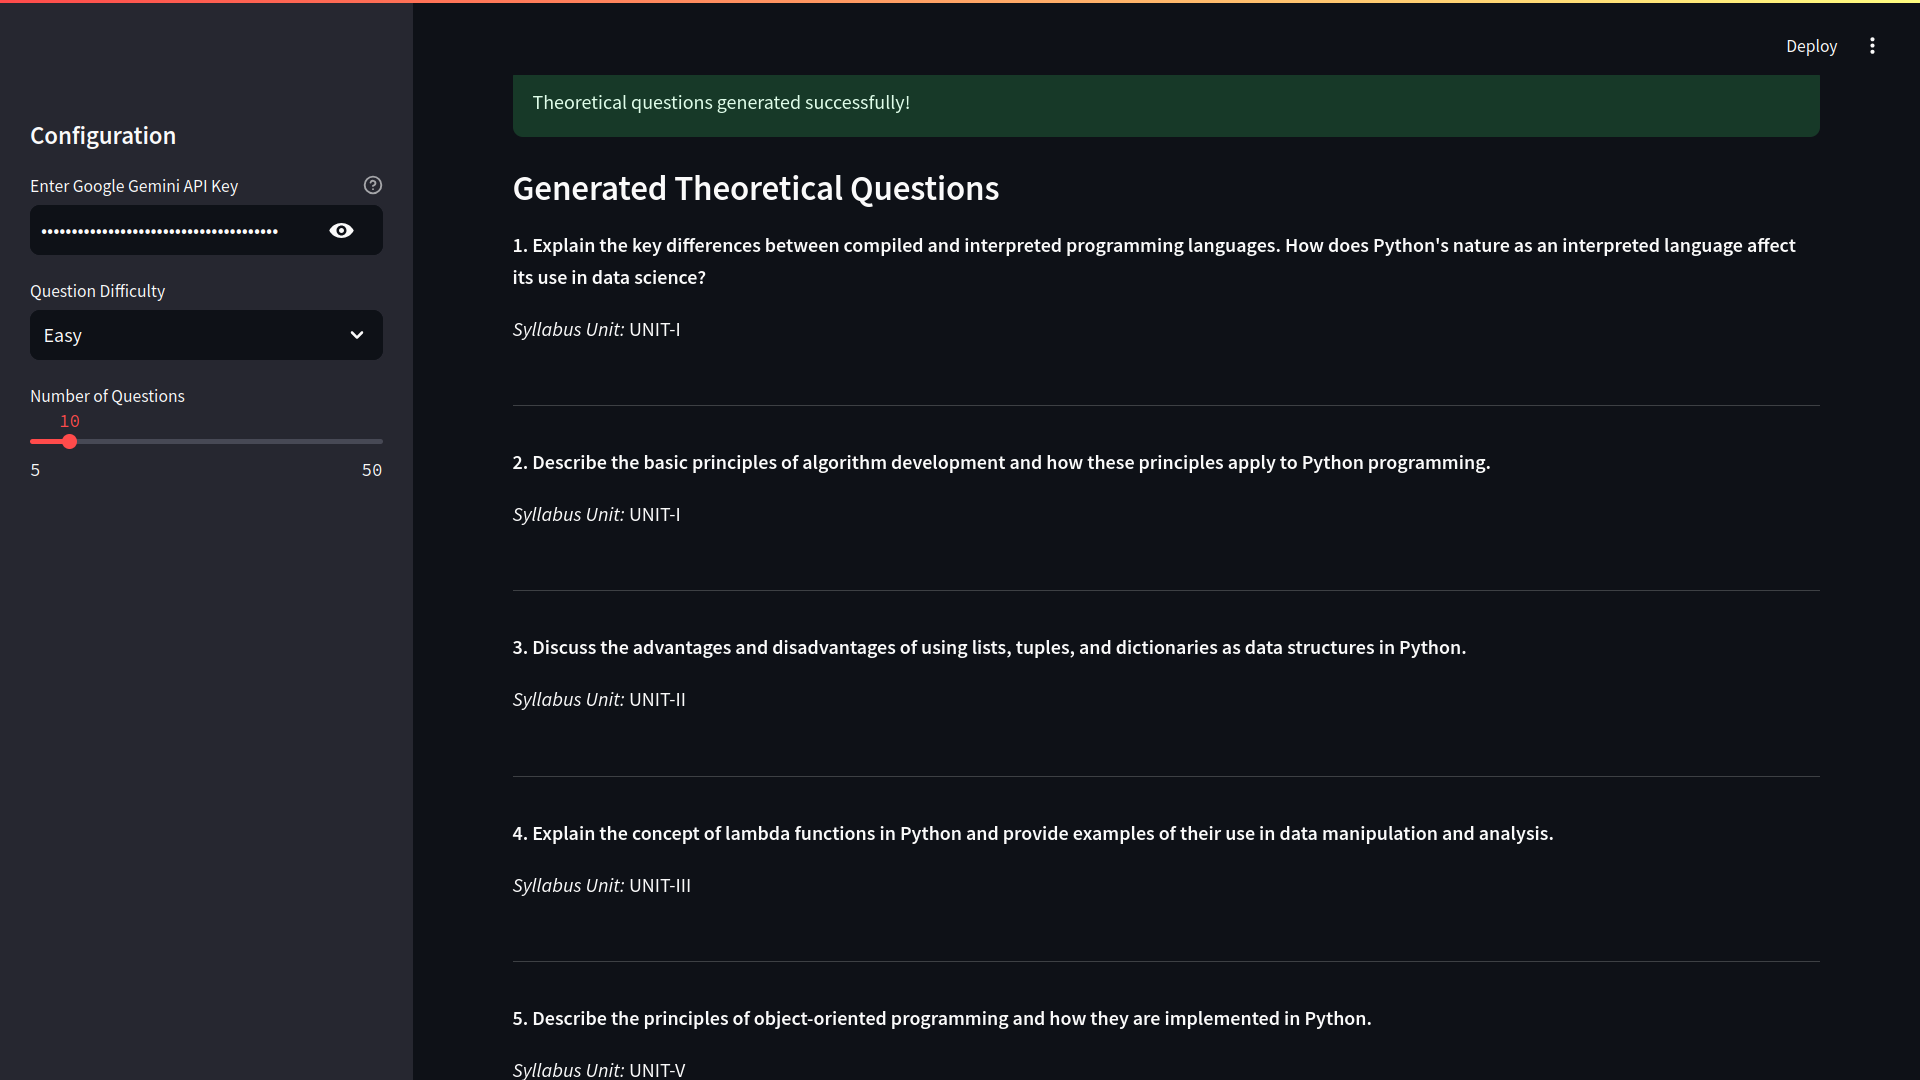 Deploy
Configuration
Enter Google Gemini API Key
••••••••••••••••••••••••••••••••••••••••
Question Difficulty
Easy
Number of Questions
10
5 50
Theoretical questions generated successfully!
Generated Theoretical Questions
1. Explain the key differences between compiled and interpreted programming languages. How does Python's nature as an interpreted language affect
its use in data science?
Syllabus Unit: UNIT-I
2. Describe the basic principles of algorithm development and how these principles apply to Python programming.
Syllabus Unit: UNIT-I
3. Discuss the advantages and disadvantages of using lists, tuples, and dictionaries as data structures in Python.
Syllabus Unit: UNIT-II
4. Explain the concept of lambda functions in Python and provide examples of their use in data manipulation and analysis.
Syllabus Unit: UNIT-III
5. Describe the principles of object-oriented programming and how they are implemented in Python.
Syllabus Unit: UNIT-V